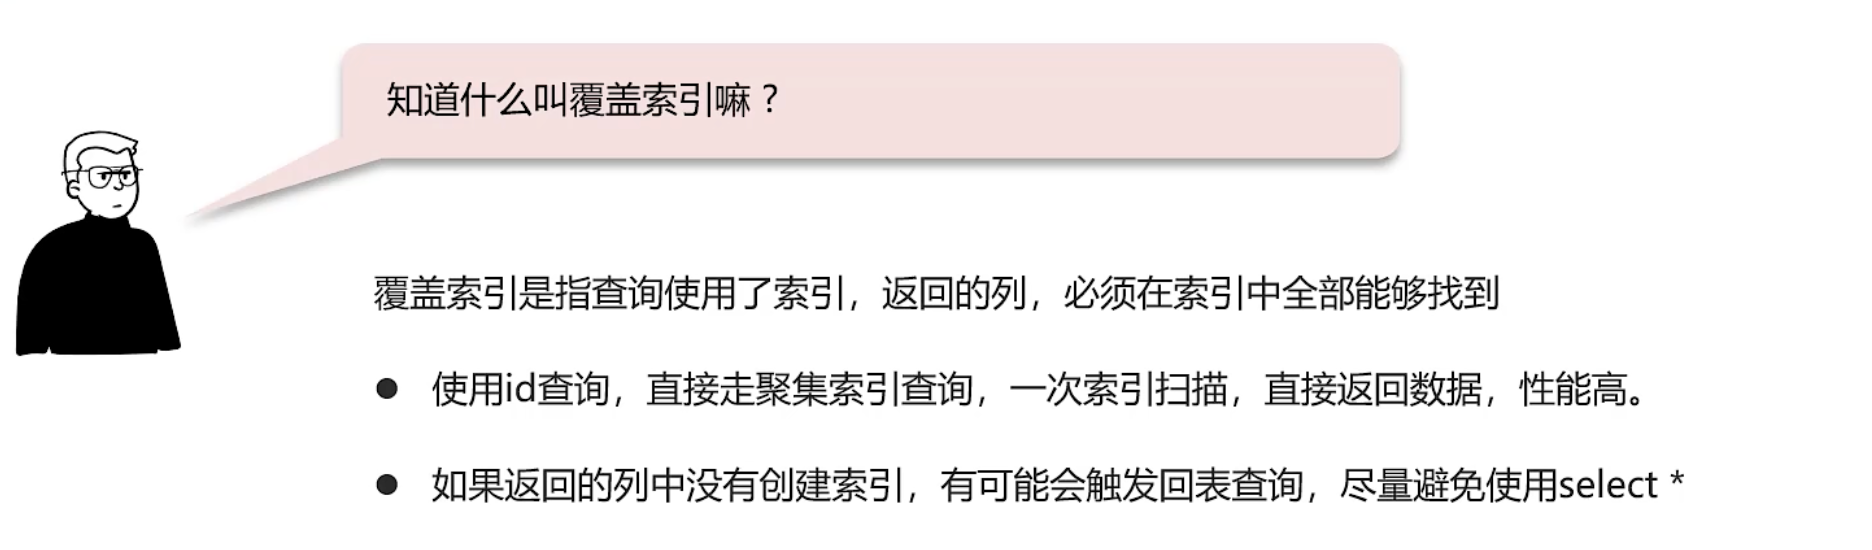 知道什么叫覆盖索引嘛？
覆盖索引是指查询使用了索引，返回的列，必须在索引中全部能够找到
● 使用id查询，直接走聚集索引查询，一次索引扫描，直接返回数据，性能高。
● 如果返回的列中没有创建索引，有可能会触发回表查询，尽量避免使用select *